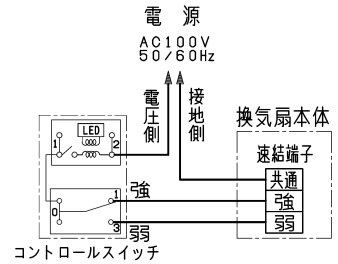 電源
AC100V
50/60Hz
電圧側
接地側
換気扇本体
速結端子
共通
強
弱
LED
1
2
0
1
3
強
弱
コントロールスイッチ